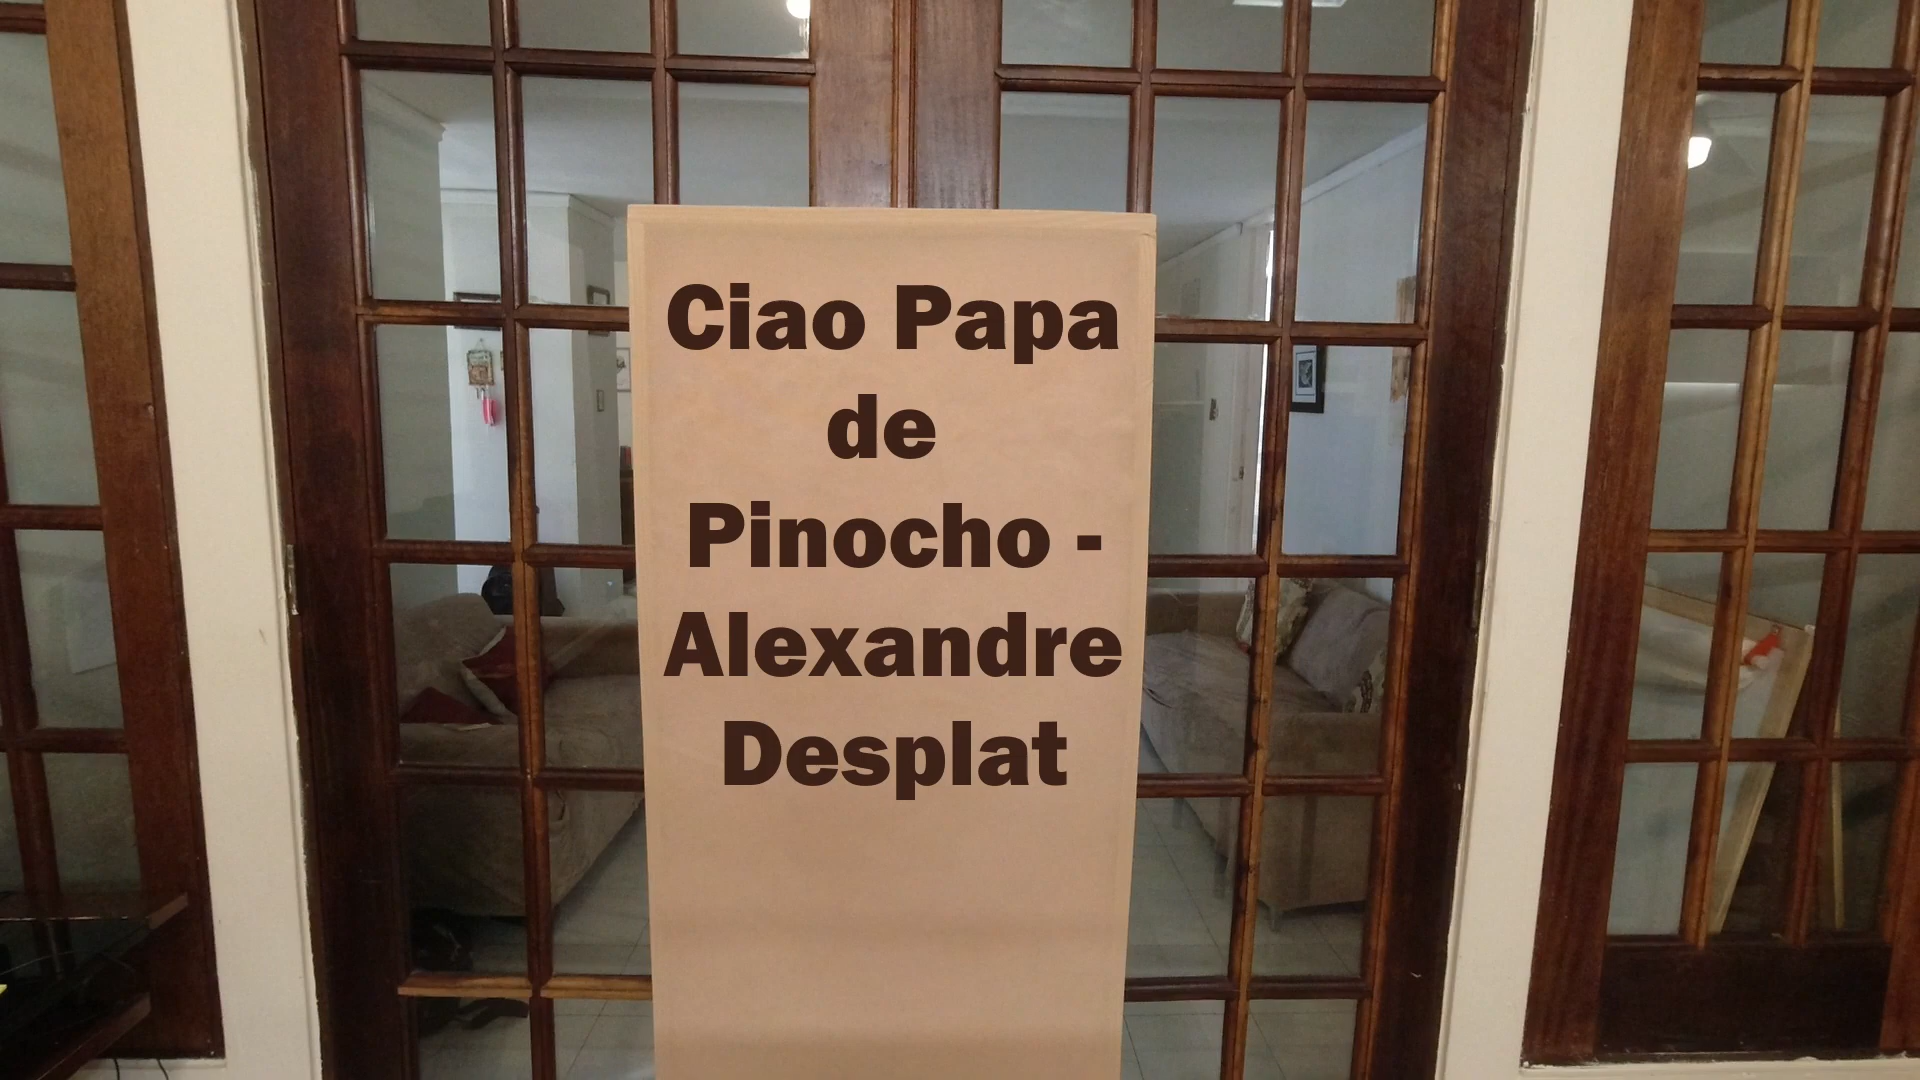 Ciao Papa
de
Pinocho -
Alexandre
Desplat